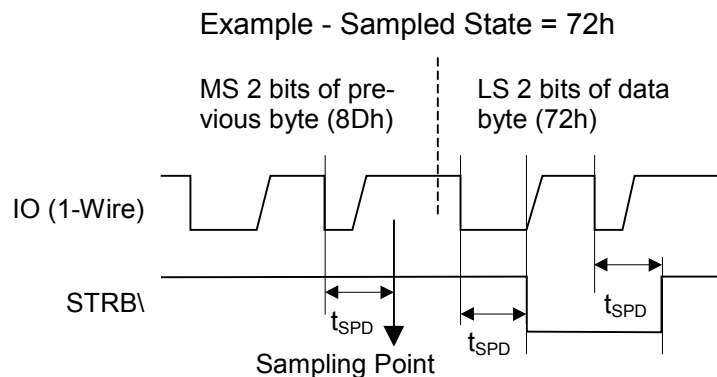 Example - Sampled State = 72h
MS 2 bits of pre-
vious byte (8Dh)
LS 2 bits of data
byte (72h)
IO (1-Wire)
STRB\
tSPD
tSPD
tSPD
Sampling Point